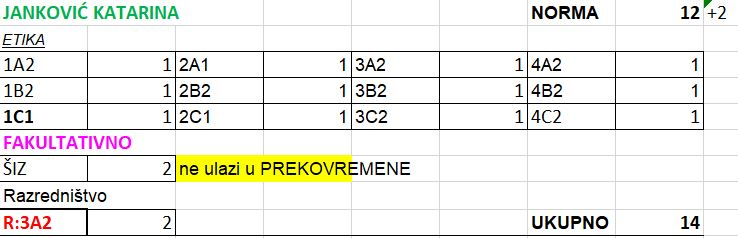 JANKOVIĆ KATARINA NORMA 12 +2
ETIKA
1A2 1 2A1 1 3A2 1 4A2 1
1B2 1 2B2 1 3B2 1 4B2 1
1C1 1 2C1 1 3C2 1 4C2 1
FAKULTATIVNO
ŠIZ 2 ne ulazi u PREKOVREMENE
Razredništvo
R:3A2 2 UKUPNO 14